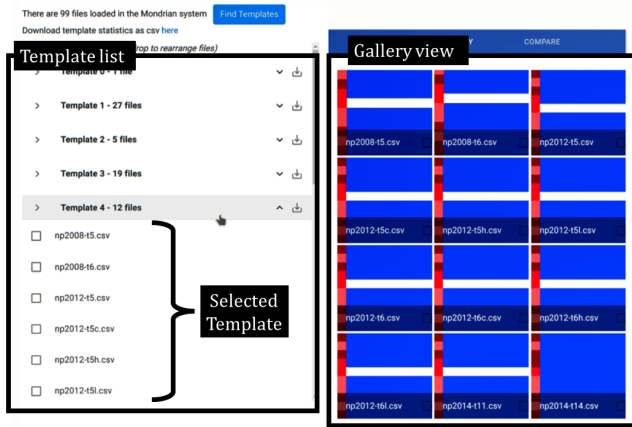 There are 99 files loaded in the Mondrian system
Find Templates
Download template statistics as csv here
rop to rearrange files)
Template list
Template 0 - 1 file
Template 1 - 27 files
Template 2 - 5 files
Template 3 - 19 files
Template 4 - 12 files
np2008-t5.csv
np2008-t6.csv
np2012-t5.csv
np2012-t5c.csv
np2012-t5h.csv
np2012-t5l.csv
Selected
Template
Gallery view
Y
COMPARE
np2008-t5.csv
np2008-t6.csv
np2012-t5.csv
np2012-t5c.csv
np2012-t5h.csv
np2012-t5l.csv
np2012-t6.csv
np2012-t6c.csv
np2012-t6h.csv
np2012-t6l.csv
np2014-t11.csv
np2014-t14.csv